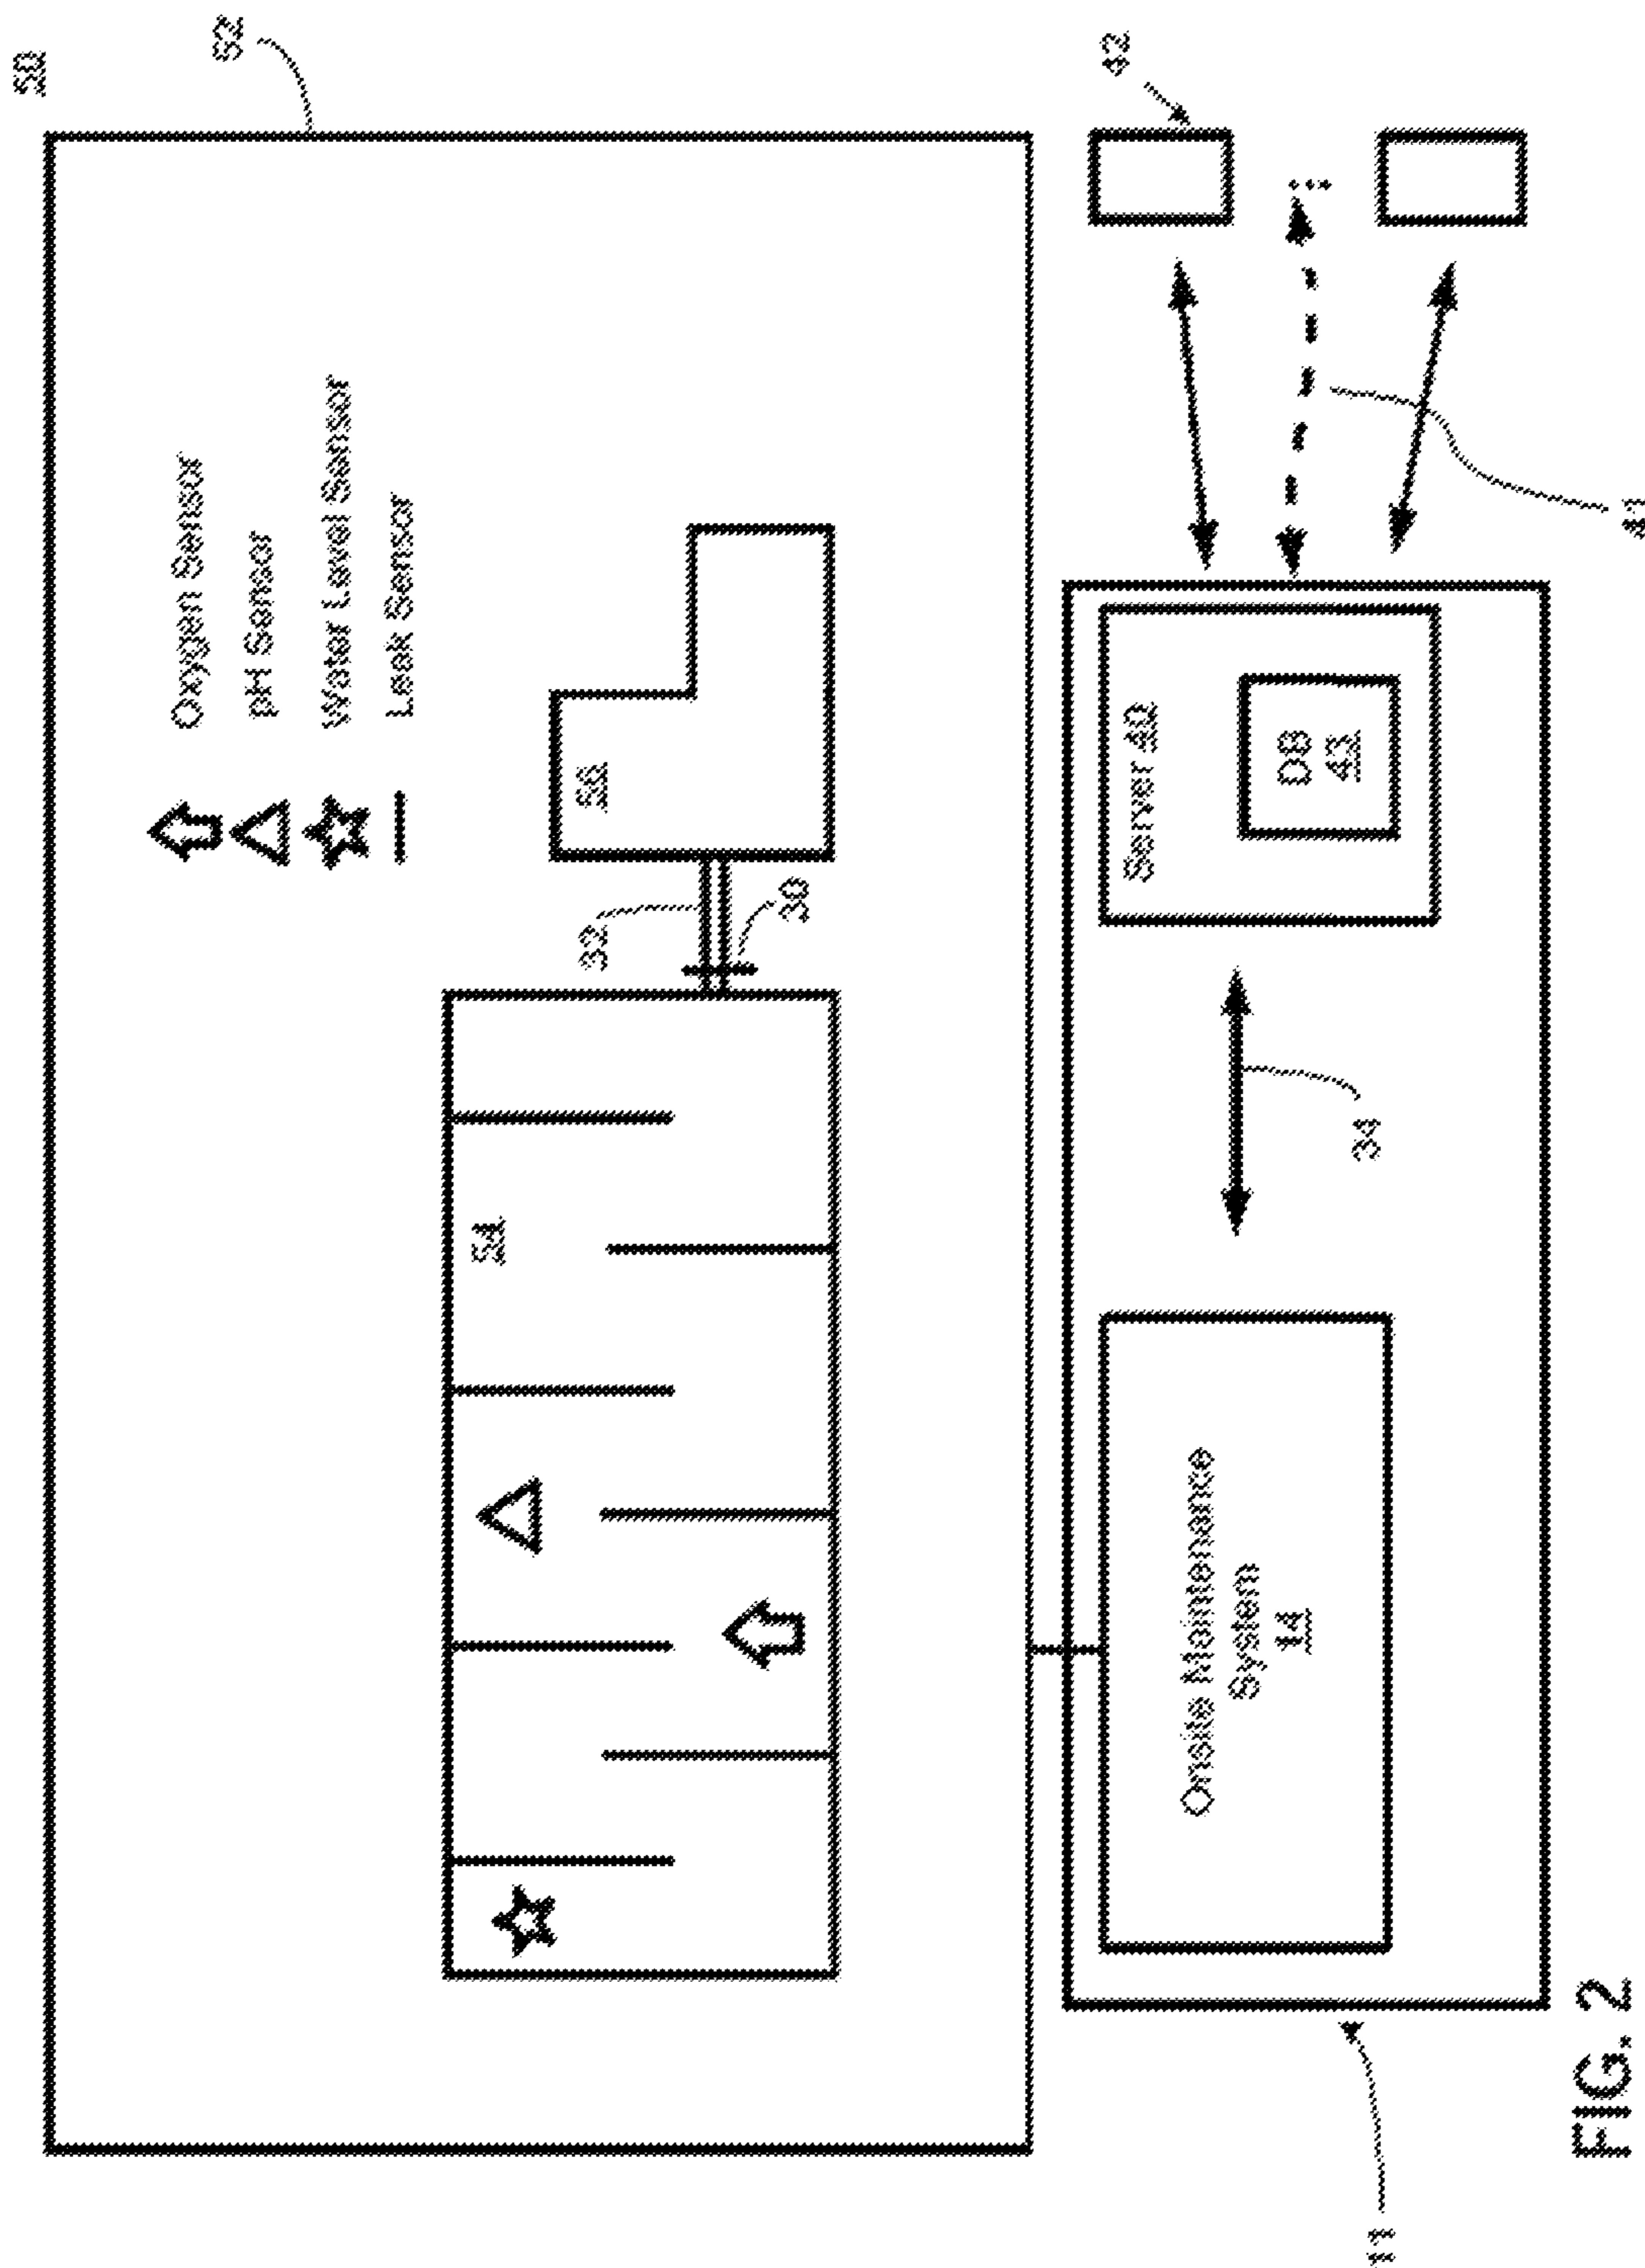 50
52
Oxygen Sensor
pH Sensor
Water Level Sensor
Leak Sensor
54
32
30
56
Onsite Maintenance
System
14
34
Server 40
DB
43
42
41
11
FIG. 2